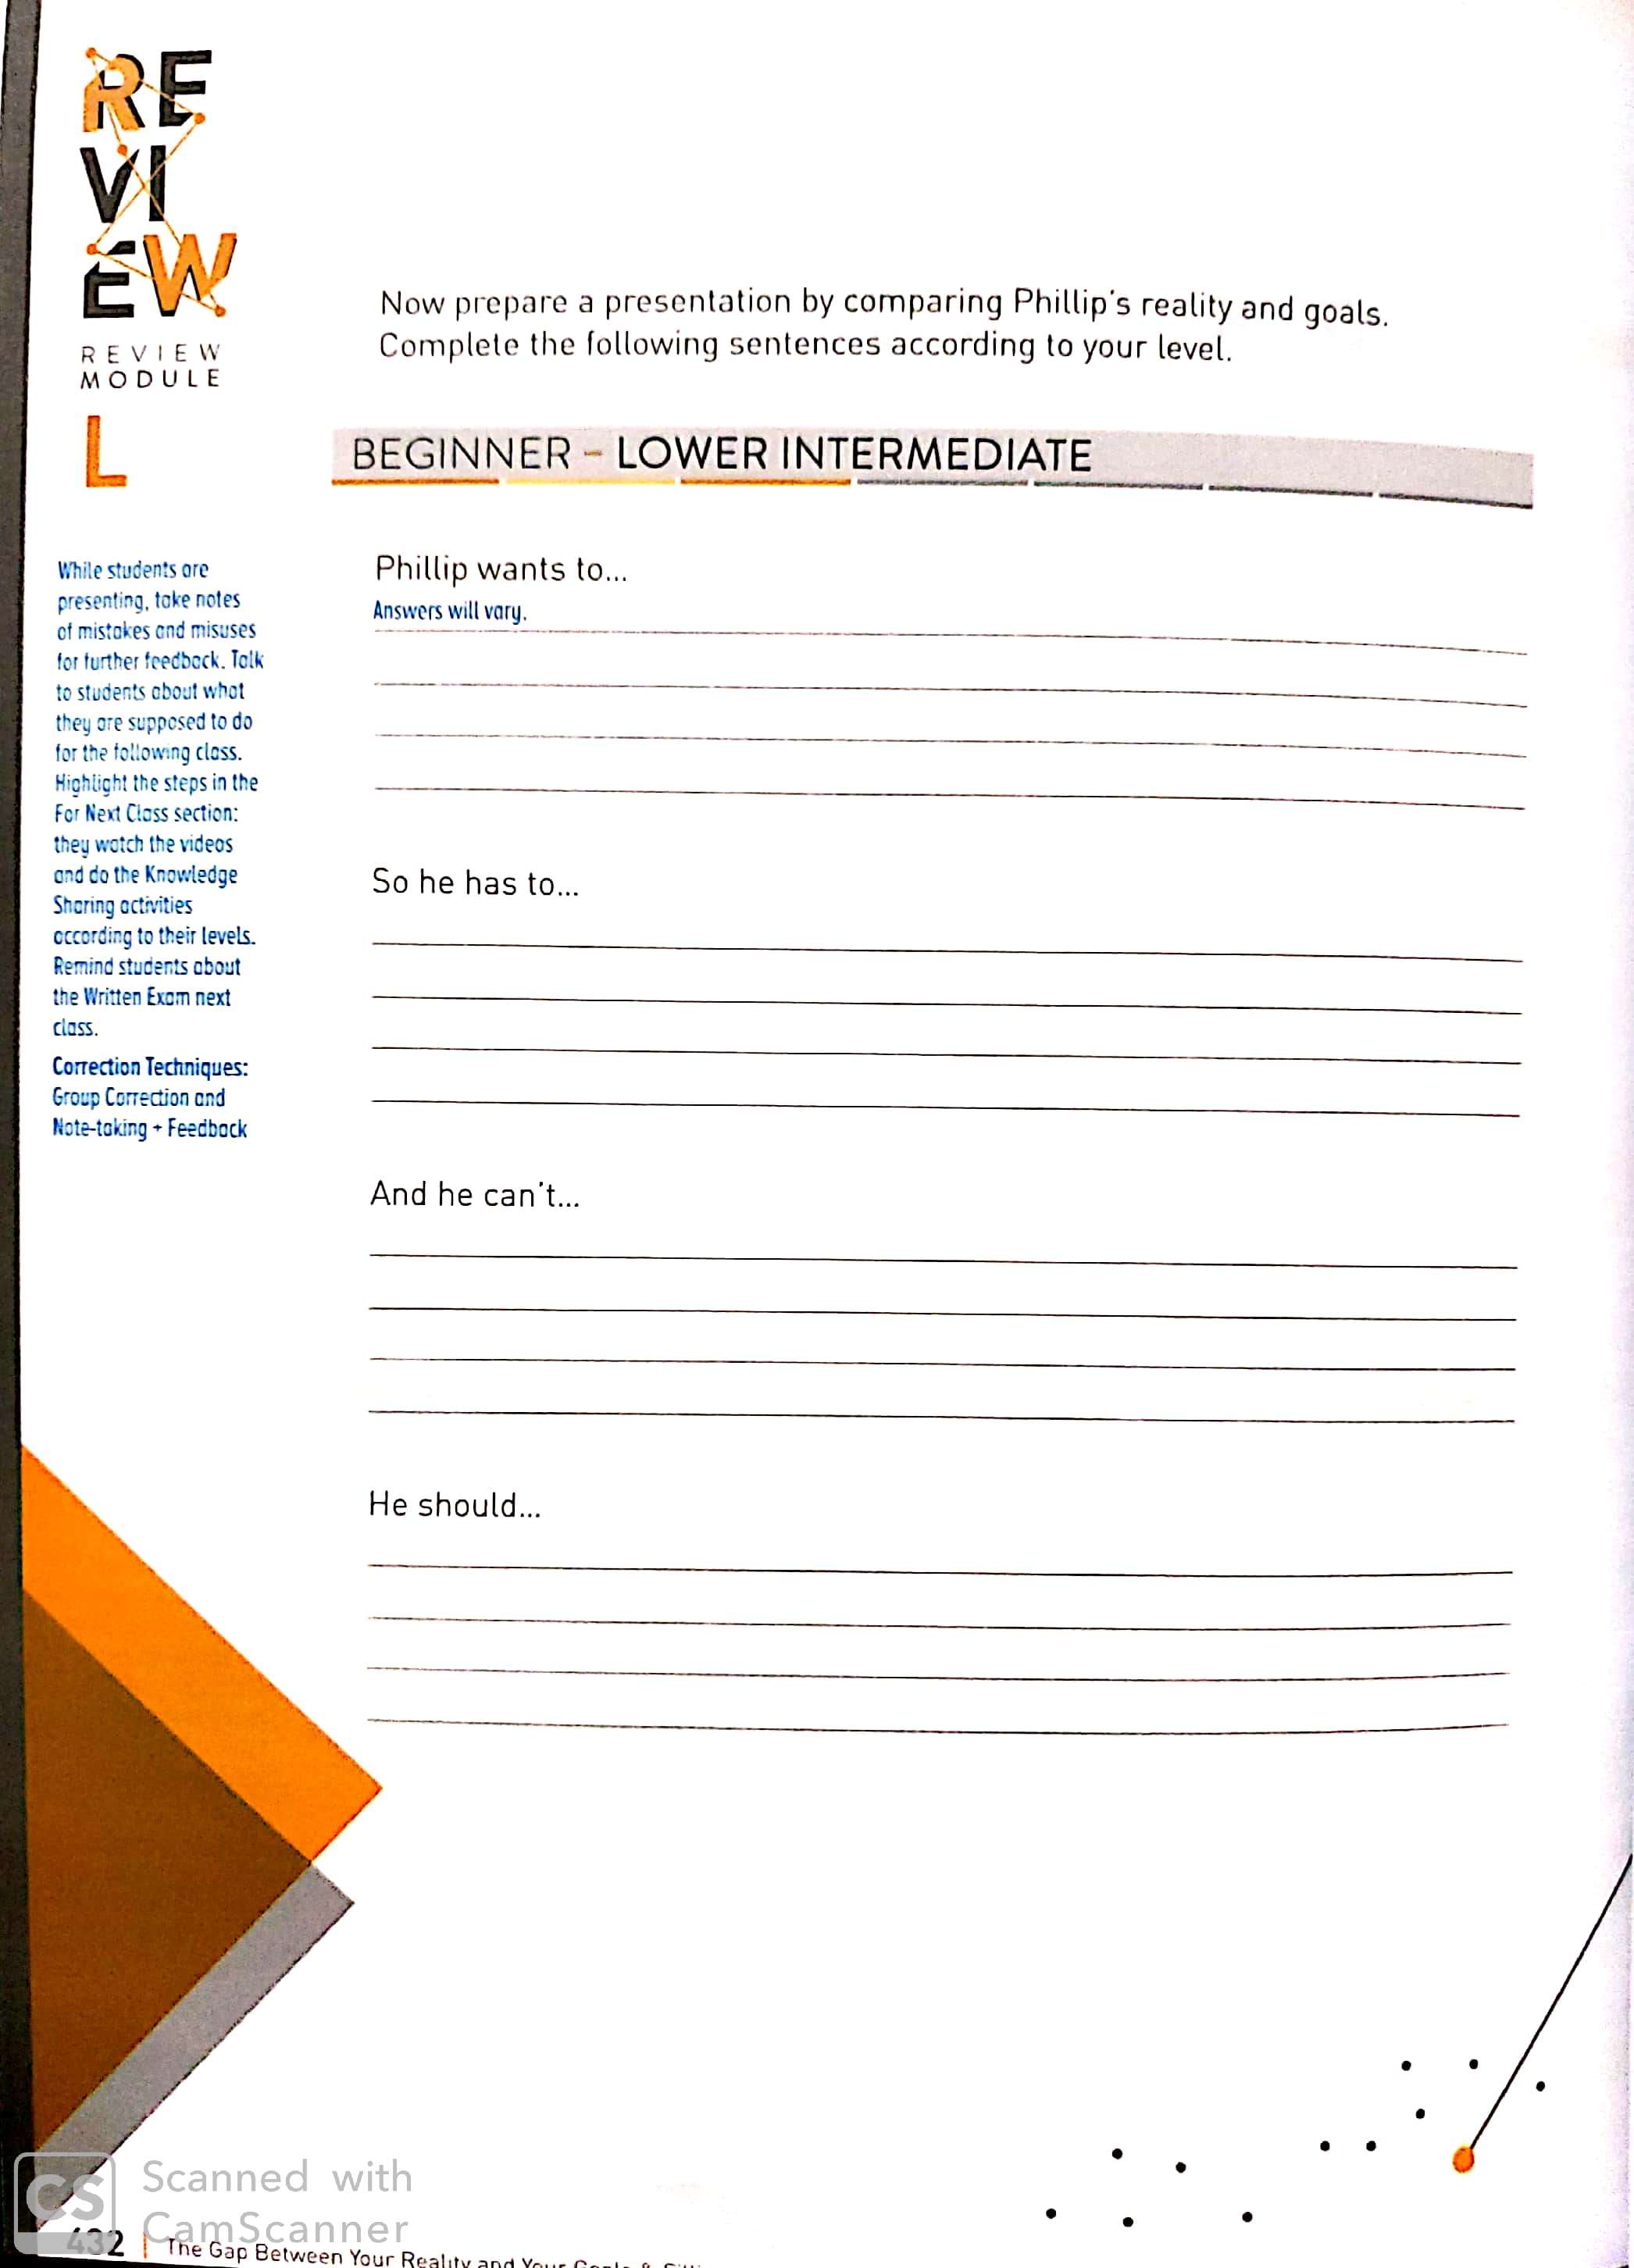 RE
VI
EW
REVIEW
MODULE
L
Now prepare a presentation by comparing Phillip's reality and goals.
Complete the following sentences according to your level.
BEGINNER - LOWER INTERMEDIATE
While students are
presenting, take notes
of mistakes and misuses
for further feedback. Talk
to students about what
they are supposed to do
for the following class.
Highlight the steps in the
For Next Class section:
they watch the videos
and do the Knowledge
Sharing activities
according to their levels.
Remind students about
the Written Exam next
class.
Correction Techniques:
Group Correction and
Note-taking + Feedback
Phillip wants to...
Answers will vary.
So he has to...
And he can't...
He should...
CS
Scanned with
CamScanner
432 | The Gap Between Your Reality and Your Goals &